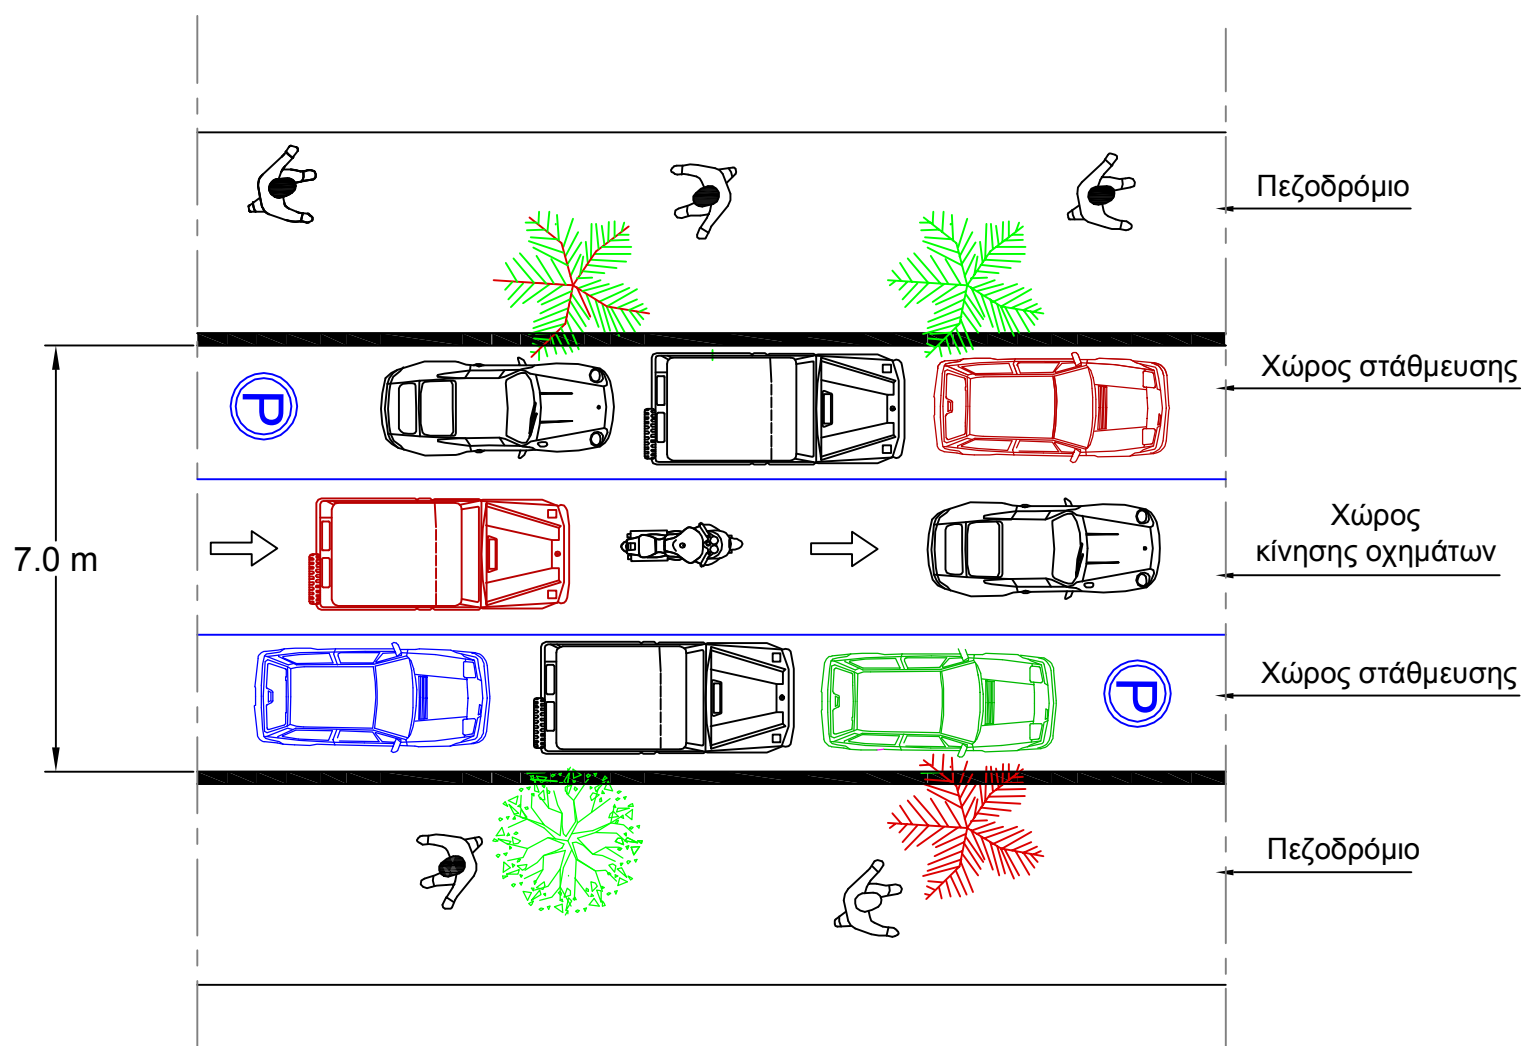 Πεζοδρόμιο
P
Χώρος στάθμευσης
7.0 m
Χώρος
κίνησης οχημάτων
Χώρος στάθμευσης
P
Πεζοδρόμιο